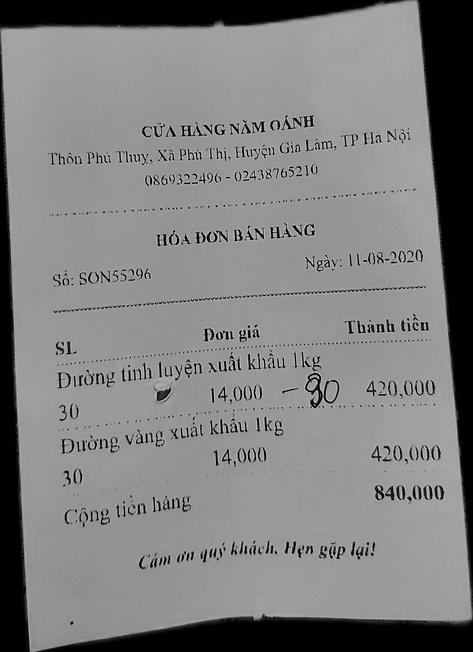 CỬA HÀNG NĂM OÁNH
Thôn Phú Thuỵ, Xã Phú Thị, Huyện Gia Lâm, TP Hà Nội
0869322496 - 02438765210
HÓA ĐƠN BÁN HÀNG
Số: SON55296 Ngày: 11-08-2020
SL Đơn giá Thành tiền
Đường tinh luyện xuất khẩu 1kg
30 14,000 - 30 420,000
Đường vàng xuất khẩu 1kg
30 14,000 420,000
Cộng tiền hàng 840,000
Cám ơn quý khách. Hẹn gặp lại!